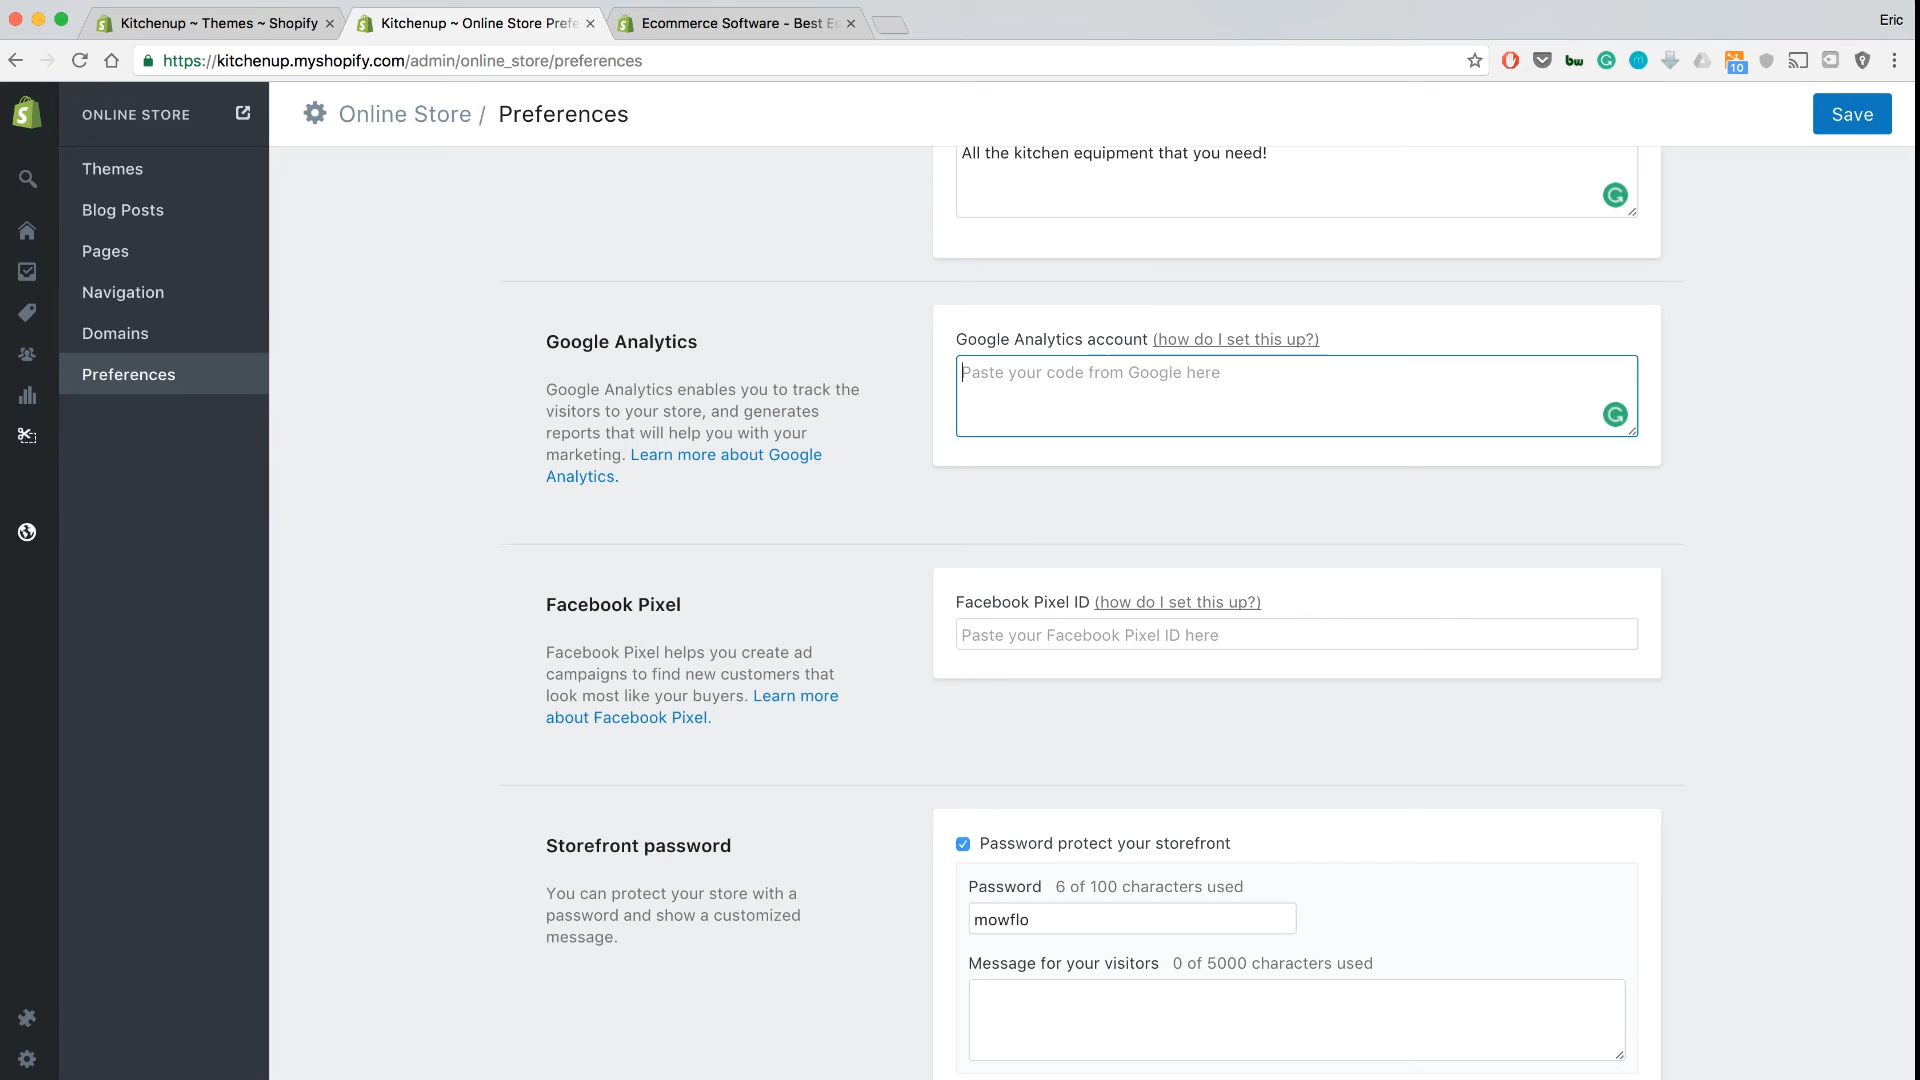 Kitchenup ~ Themes ~ Shopify
Kitchenup ~ Online Store Prefe
Ecommerce Software - Best E
Eric
https://kitchenup.myshopify.com/admin/online_store/preferences
bw
10
ONLINE STORE
Online Store / Preferences
Save
Themes
Blog Posts
Pages
Navigation
Domains
Preferences
All the kitchen equipment that you need!
Google Analytics
Google Analytics enables you to track the
visitors to your store, and generates
reports that will help you with your
marketing. Learn more about Google
Analytics.
Google Analytics account (how do I set this up?)
Paste your code from Google here
Facebook Pixel
Facebook Pixel helps you create ad
campaigns to find new customers that
look most like your buyers. Learn more
about Facebook Pixel.
Facebook Pixel ID (how do I set this up?)
Paste your Facebook Pixel ID here
Storefront password
You can protect your store with a
password and show a customized
message.
Password protect your storefront
Password 6 of 100 characters used
mowflo
Message for your visitors 0 of 5000 characters used